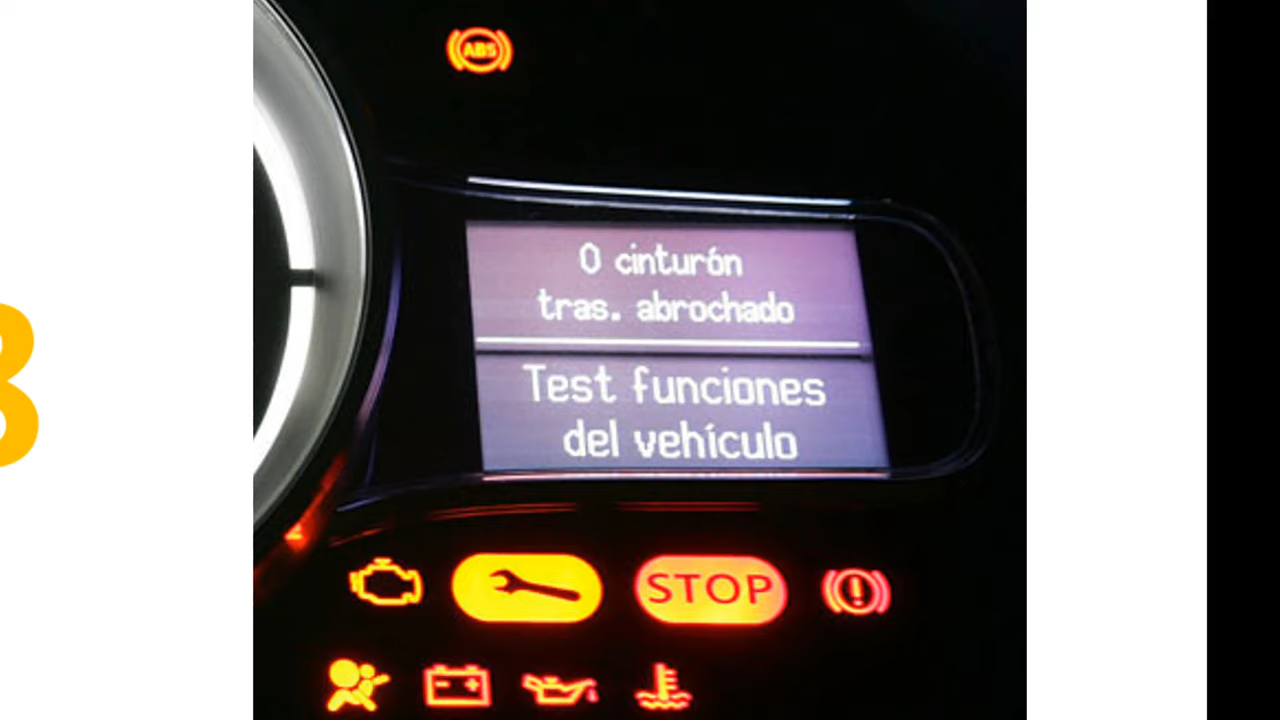 ABS
0 cinturón
tras. abrochado
Test funciones
del vehículo
STOP